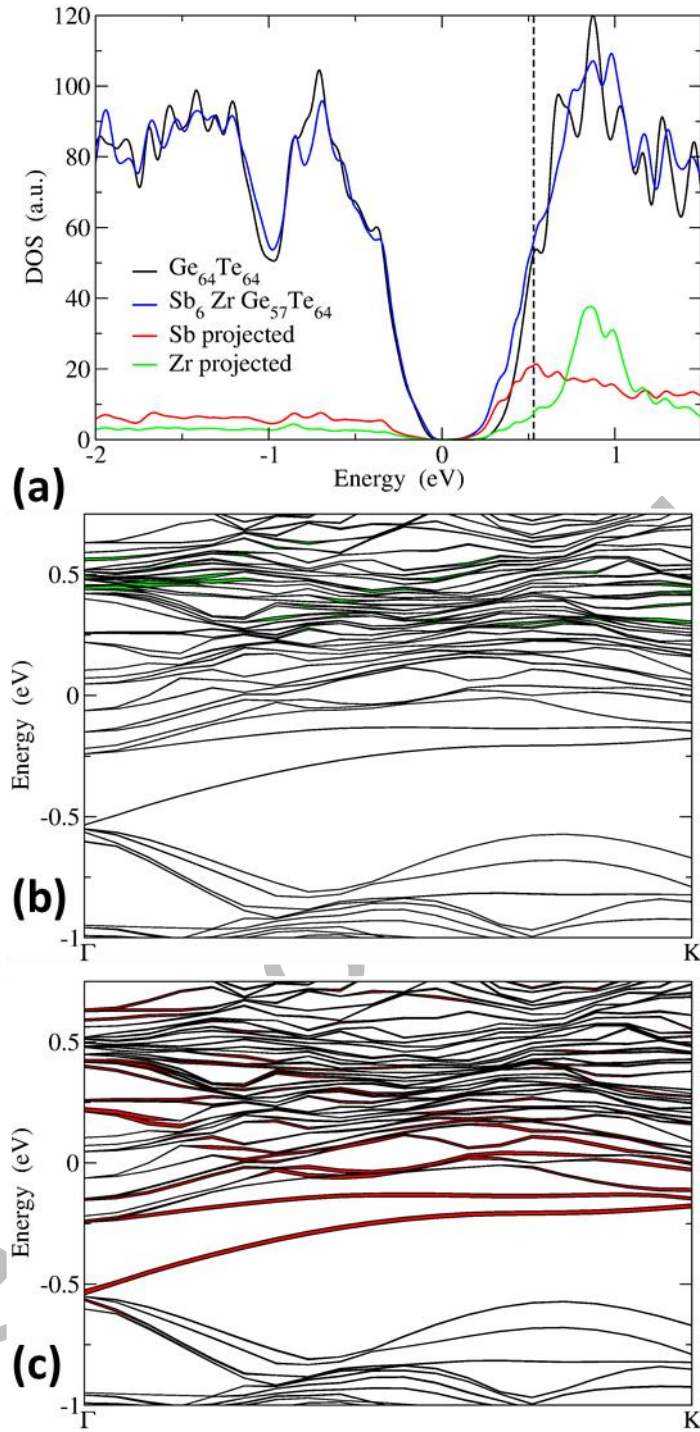 120
100
80
60
40
20
0
DOS (a.u.)
Ge₆₄Te₆₄
Sb₆ Zr Ge₅₇Te₆₄
Sb projected
Zr projected
-2 -1 0 1
Energy (eV)
(a)
0.5
0
-0.5
-1
Energy (eV)
(b)
Γ K
0.5
0
-0.5
-1
Energy (eV)
(c)
Γ K